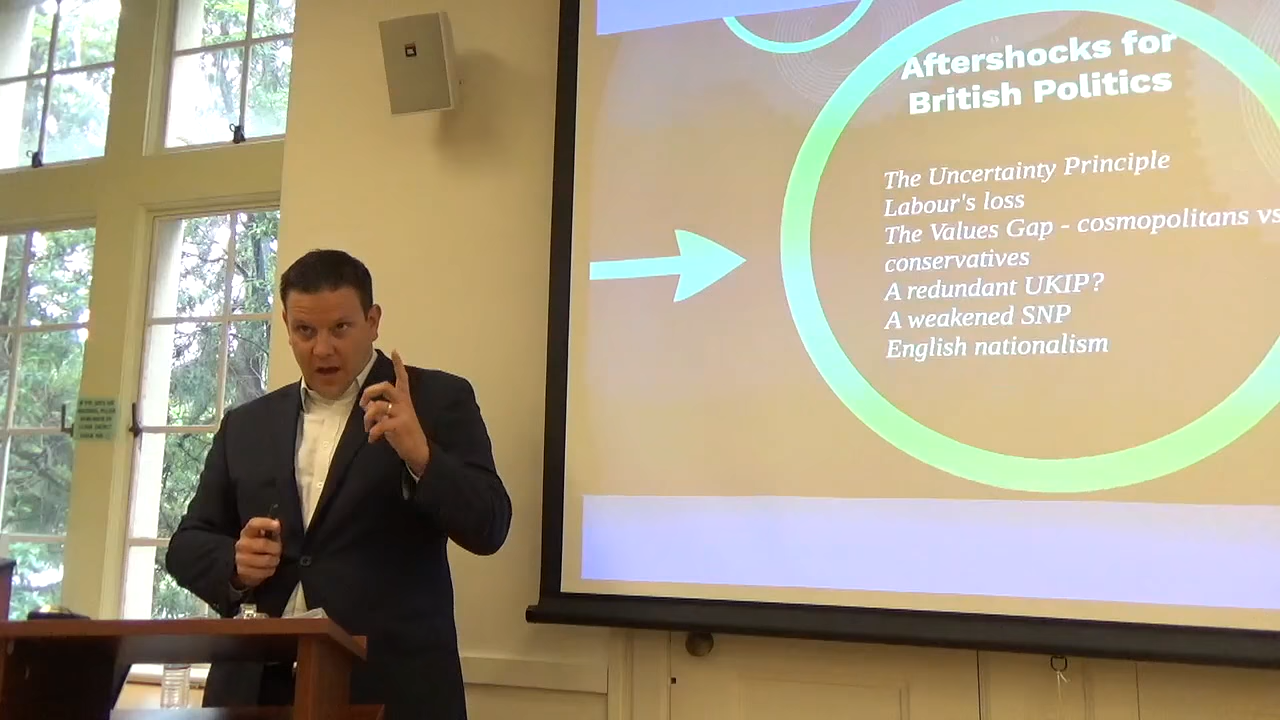 Aftershocks for
British Politics
The Uncertainty Principle
Labour's loss
The Values Gap - cosmopolitans vs
conservatives
A redundant UKIP?
A weakened SNP
English nationalism